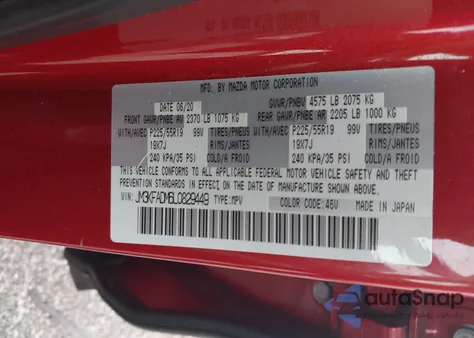 MFD. BY MAZDA MOTOR CORPORATION
DATE 06/20 GVWR/PNBV 4575 LB 2075 KG
FRONT GAWR/PNBE AV 2370 LB 1075 KG REAR GAWR/PNBE AR 2205 LB 1000 KG
WITH/AVEC P225/55R19 99V TIRES/PNEUS WITH/AVEC P225/55R19 99V TIRES/PNEUS
19X7J RIMS/JANTES 19X7J RIMS/JANTES
240 KPA/35 PSI COLD/A FROID 240 KPA/35 PSI COLD/A FROID
THIS VEHICLE CONFORMS TO ALL APPLICABLE FEDERAL MOTOR VEHICLE SAFETY, BUMPER, AND THEFT
PREVENTION STANDARDS IN EFFECT ON THE DATE OF MANUFACTURE SHOWN ABOVE.
VIN: JM3KFADM6L0829449 TYPE:MPV COLOR CODE:46V MADE IN JAPAN
autoSnap